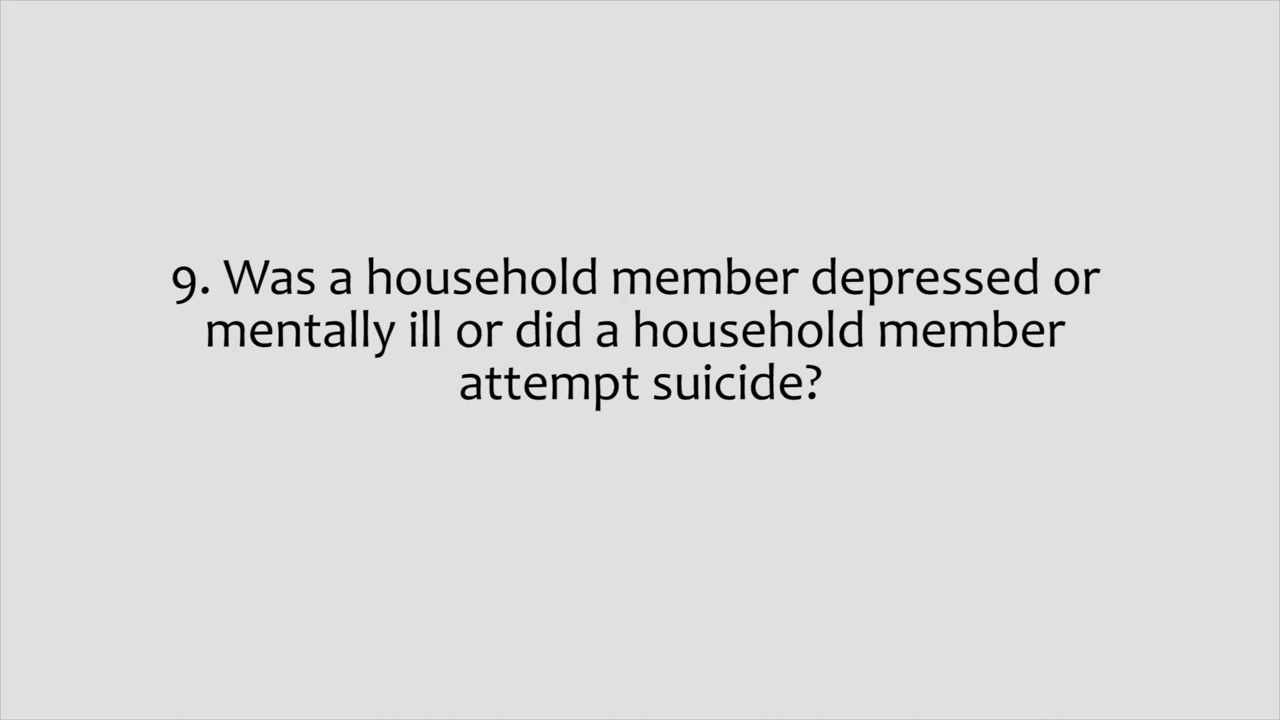 9. Was a household member depressed or
mentally ill or did a household member
attempt suicide?